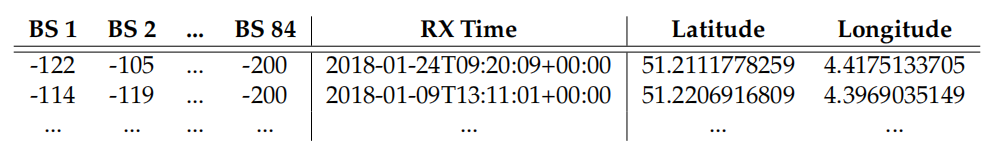 BS 1 BS 2 ... BS 84 RX Time Latitude Longitude
-122 -105 ... -200 2018-01-24T09:20:09+00:00 51.2111778259 4.4175133705
-114 -119 ... -200 2018-01-09T13:11:01+00:00 51.2206916809 4.3969035149
... ... ... ... ... ... ...